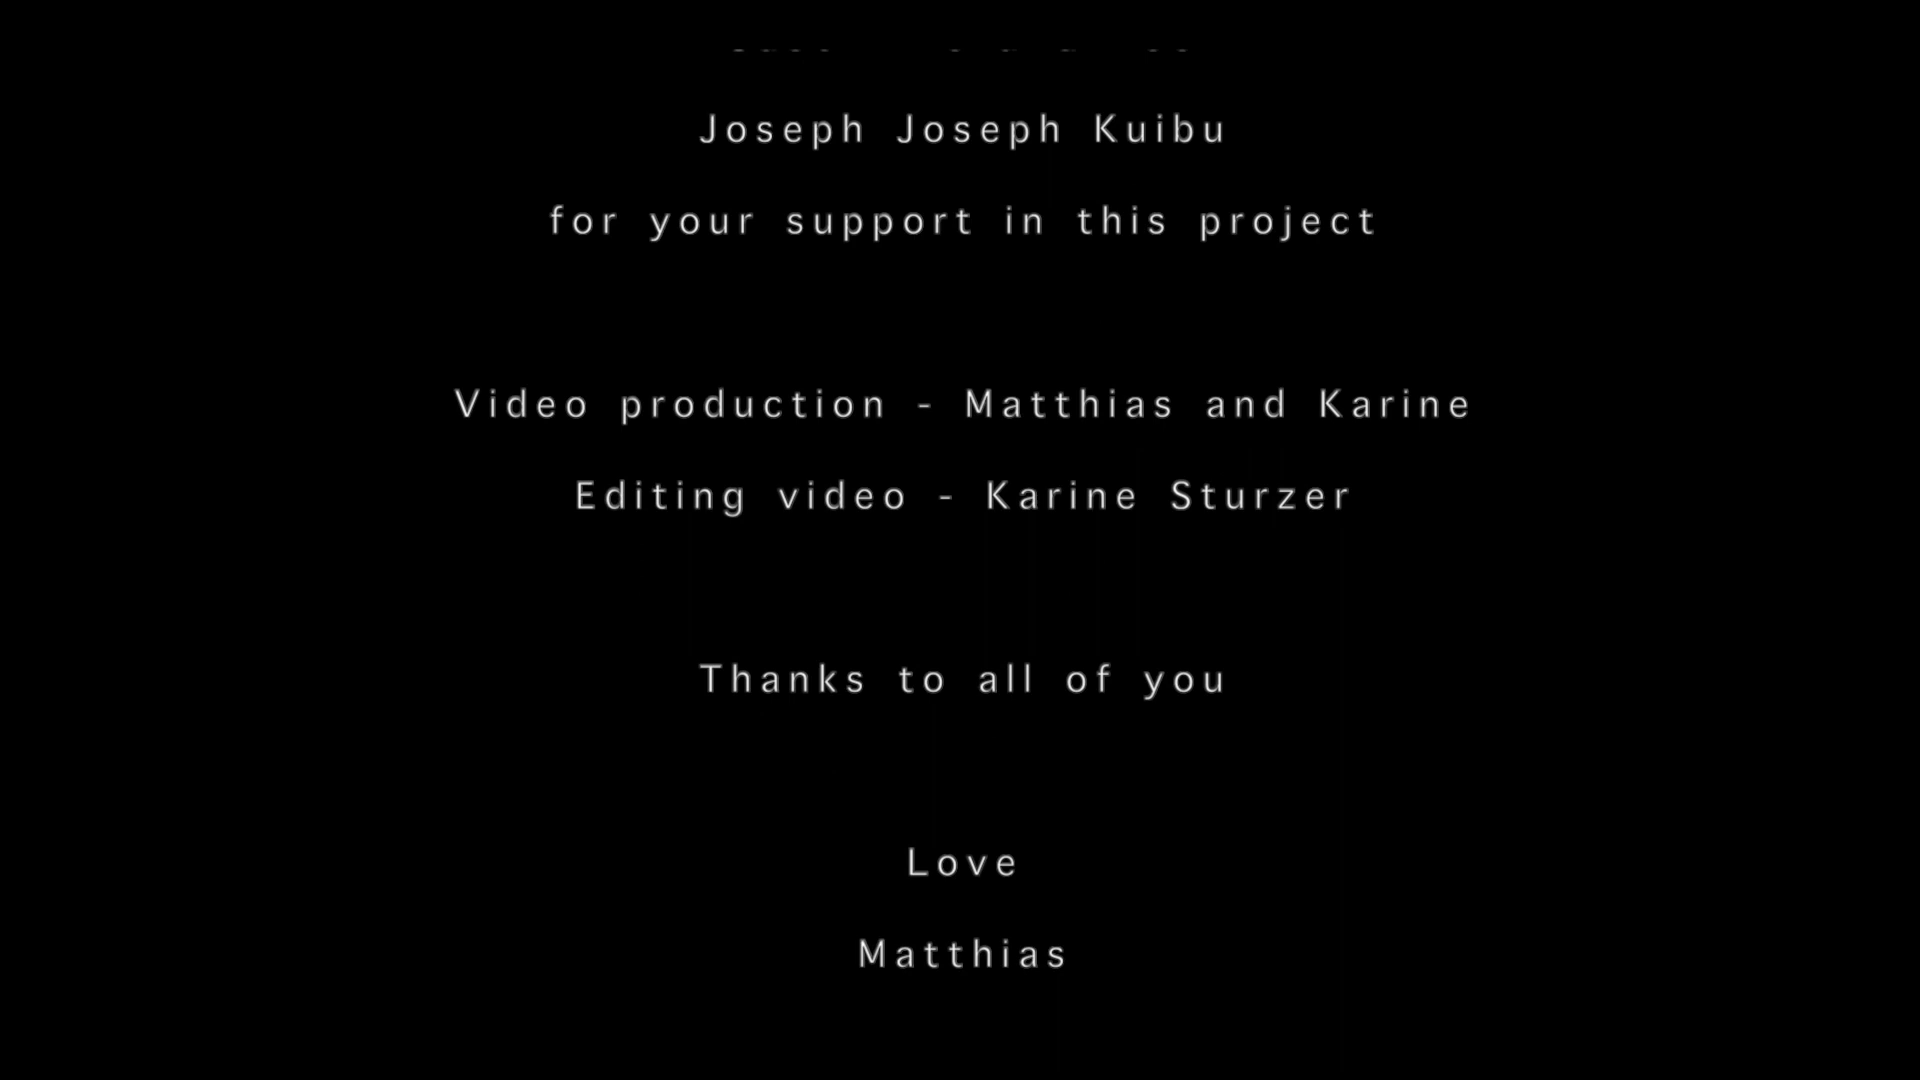 Joseph Joseph Kuibu
for your support in this project
Video production - Matthias and Karine
Editing video - Karine Sturzer
Thanks to all of you
Love
Matthias